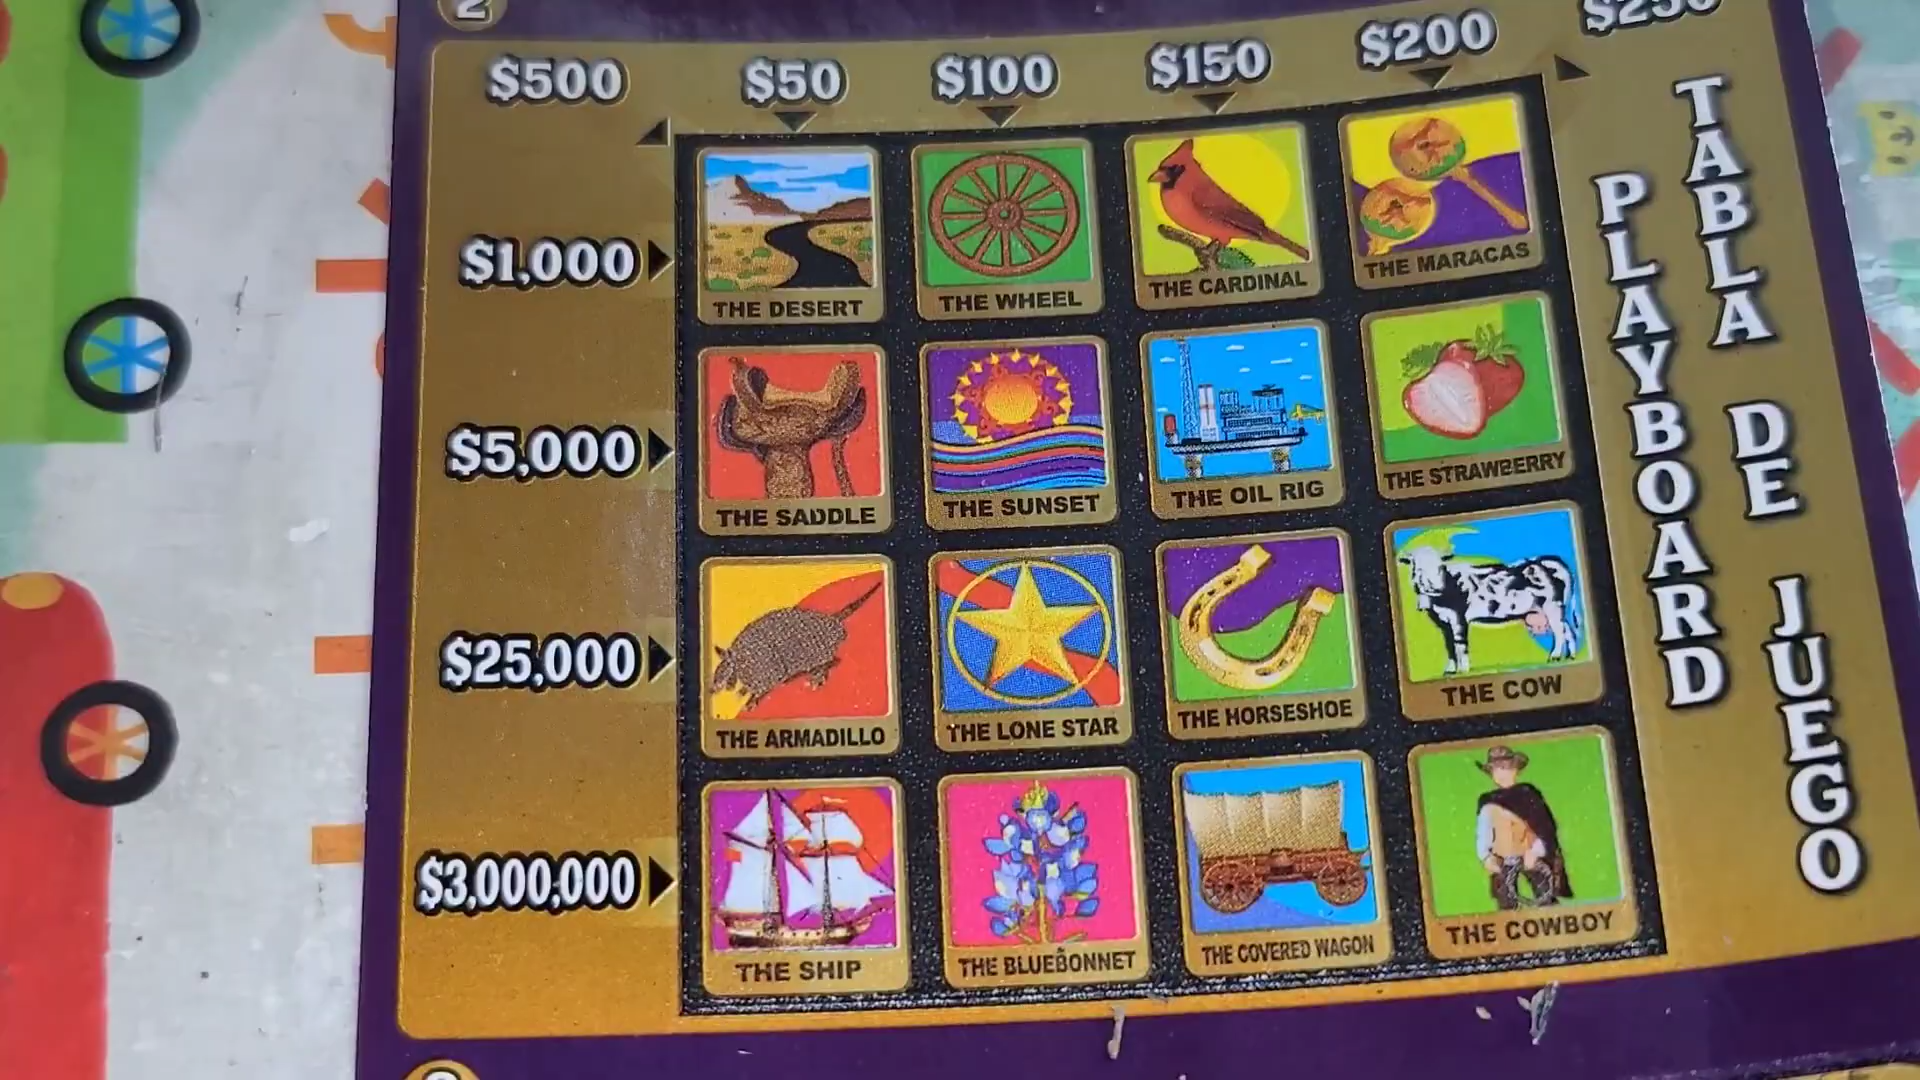 2
$500 $50 $100 $150 $200 $250
$1,000
THE DESERT THE WHEEL THE CARDINAL THE MARACAS
$5,000
THE SADDLE THE SUNSET THE OIL RIG THE STRAWBERRY
$25,000
THE ARMADILLO THE LONE STAR THE HORSESHOE THE COW
$3,000,000
THE SHIP THE BLUEBONNET THE COVERED WAGON THE COWBOY
PLAYBOARD
TABLA DE JUEGO